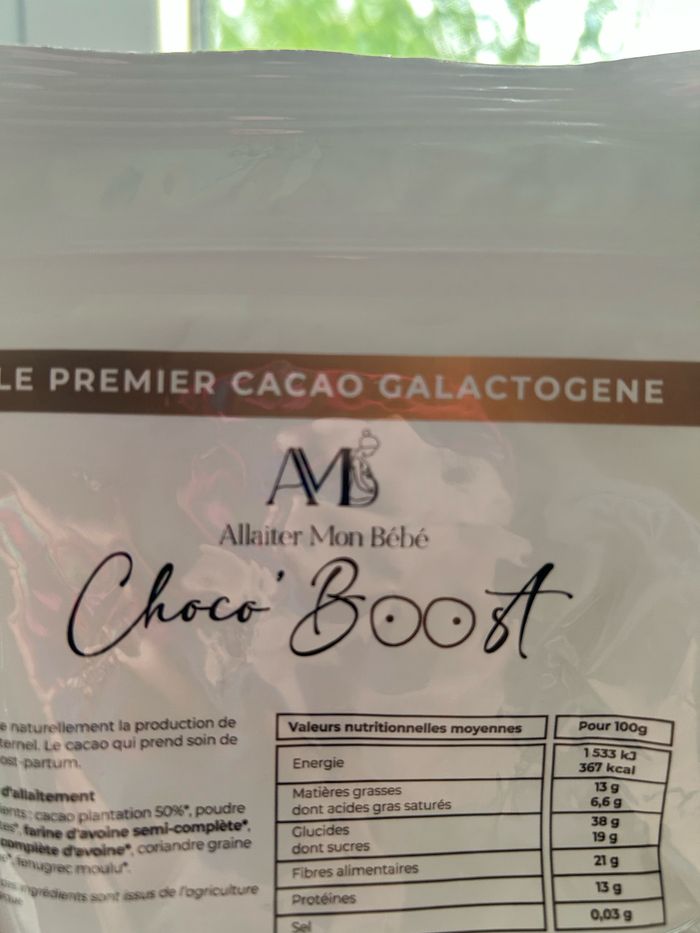 LE PREMIER CACAO GALACTOGENE
AMB
Allaiter Mon Bébé
Choco' Boost
naturellement la production de
Le cacao qui prend soin de
-partum.
d'allaitement
: cacao plantation 50%*, poudre
farine d'avoine semi-complète*,
d'avoine*, coriandre graine
fenugrec moulu*.
ingrédients sont issus de l'agriculture
Valeurs nutritionnelles moyennes Pour 100g
Energie 1 533 kJ
367 kcal
Matières grasses 13 g
dont acides gras saturés 6,6 g
Glucides 38 g
dont sucres 19 g
Fibres alimentaires 21 g
Protéines 13 g
Sel 0,03 g